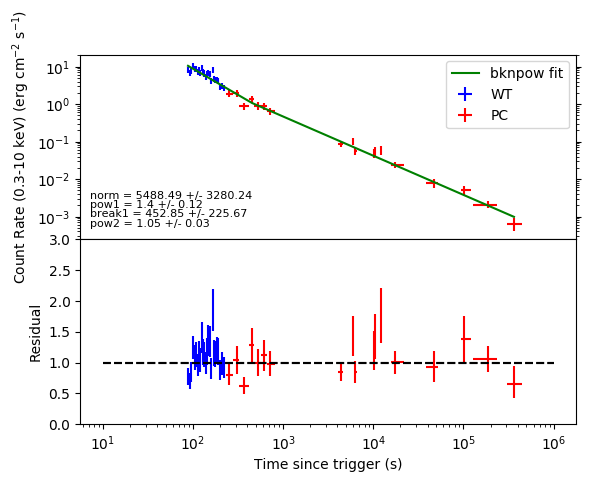 Count Rate (0.3-10 keV) (erg cm⁻² s⁻¹)
10¹
10⁰
10⁻¹
10⁻²
10⁻³
bknpow fit
WT
PC
norm = 5488.49 +/- 3280.24
pow1 = 1.4 +/- 0.12
break1 = 452.85 +/- 225.67
pow2 = 1.05 +/- 0.03
Residual
3.0
2.5
2.0
1.5
1.0
0.5
0.0
10¹ 10² 10³ 10⁴ 10⁵ 10⁶
Time since trigger (s)